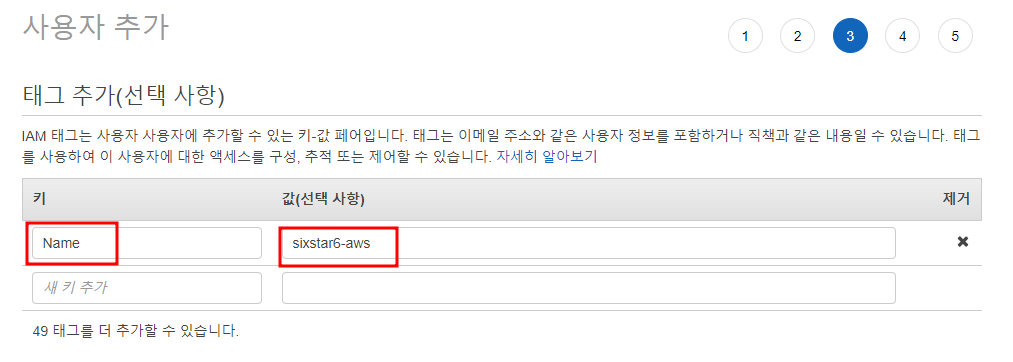 사용자 추가
1 2 3 4 5
태그 추가(선택 사항)
IAM 태그는 사용자 사용자에 추가할 수 있는 키-값 페어입니다. 태그는 이메일 주소와 같은 사용자 정보를 포함하거나 직책과 같은 내용일 수 있습니다. 태그
를 사용하여 이 사용자에 대한 액세스를 구성, 추적 또는 제어할 수 있습니다. 자세히 알아보기
키 값(선택 사항) 제거
Name sixstar6-aws ✖
새 키 추가
49 태그를 더 추가할 수 있습니다.